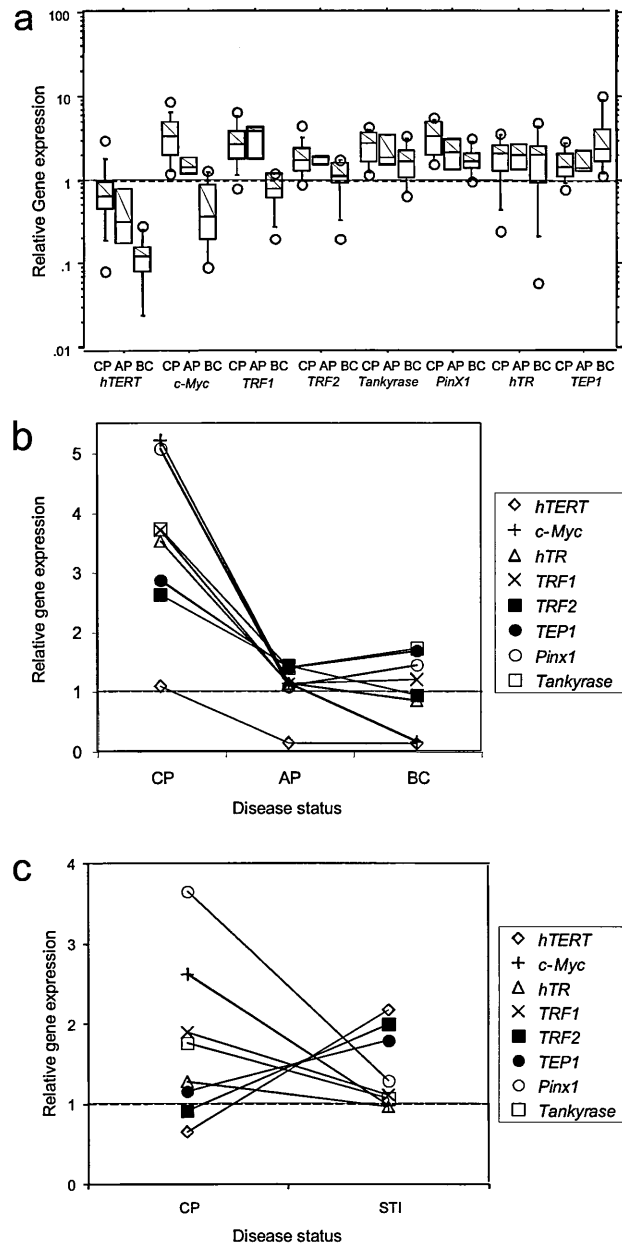 a
100
10
1
.1
.01
Relative Gene expression
CP AP BC CP AP BC CP AP BC CP AP BC CP AP BC CP AP BC CP AP BC CP AP BC
hTERT c-Myc TRF1 TRF2 Tankyrase PinX1 hTR TEP1
b
5
4
3
2
1
0
Relative gene expression
CP AP BC
Disease status
hTERT
c-Myc
hTR
TRF1
TRF2
TEP1
Pinx1
Tankyrase
c
4
3
2
1
0
Relative gene expression
CP STI
Disease status
hTERT
c-Myc
hTR
TRF1
TRF2
TEP1
Pinx1
Tankyrase